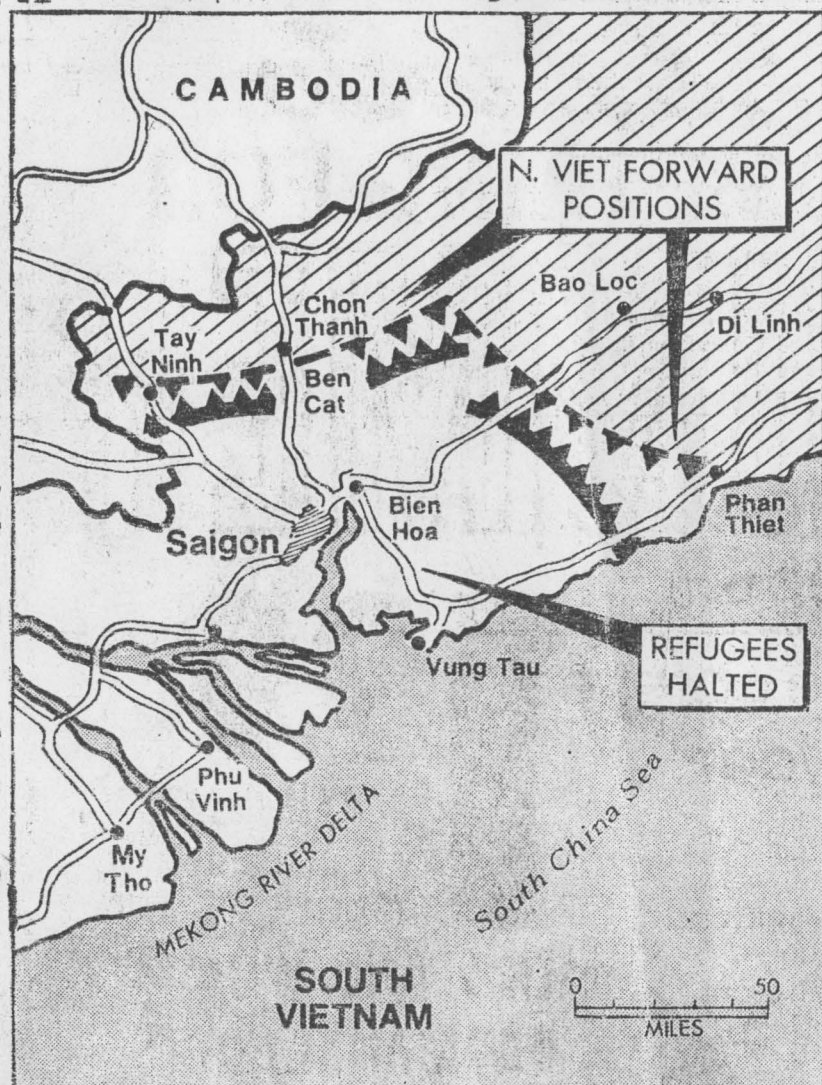 CAMBODIA
N. VIET FORWARD
POSITIONS
Bao Loc
Di Linh
Chon
Thanh
Tay
Ninh
Ben
Cat
Phan
Thiet
Bien
Hoa
Saigon
REFUGEES
HALTED
Vung Tau
Phu
Vinh
My
Tho
MEKONG RIVER DELTA
South China Sea
SOUTH
VIETNAM
0 50
MILES